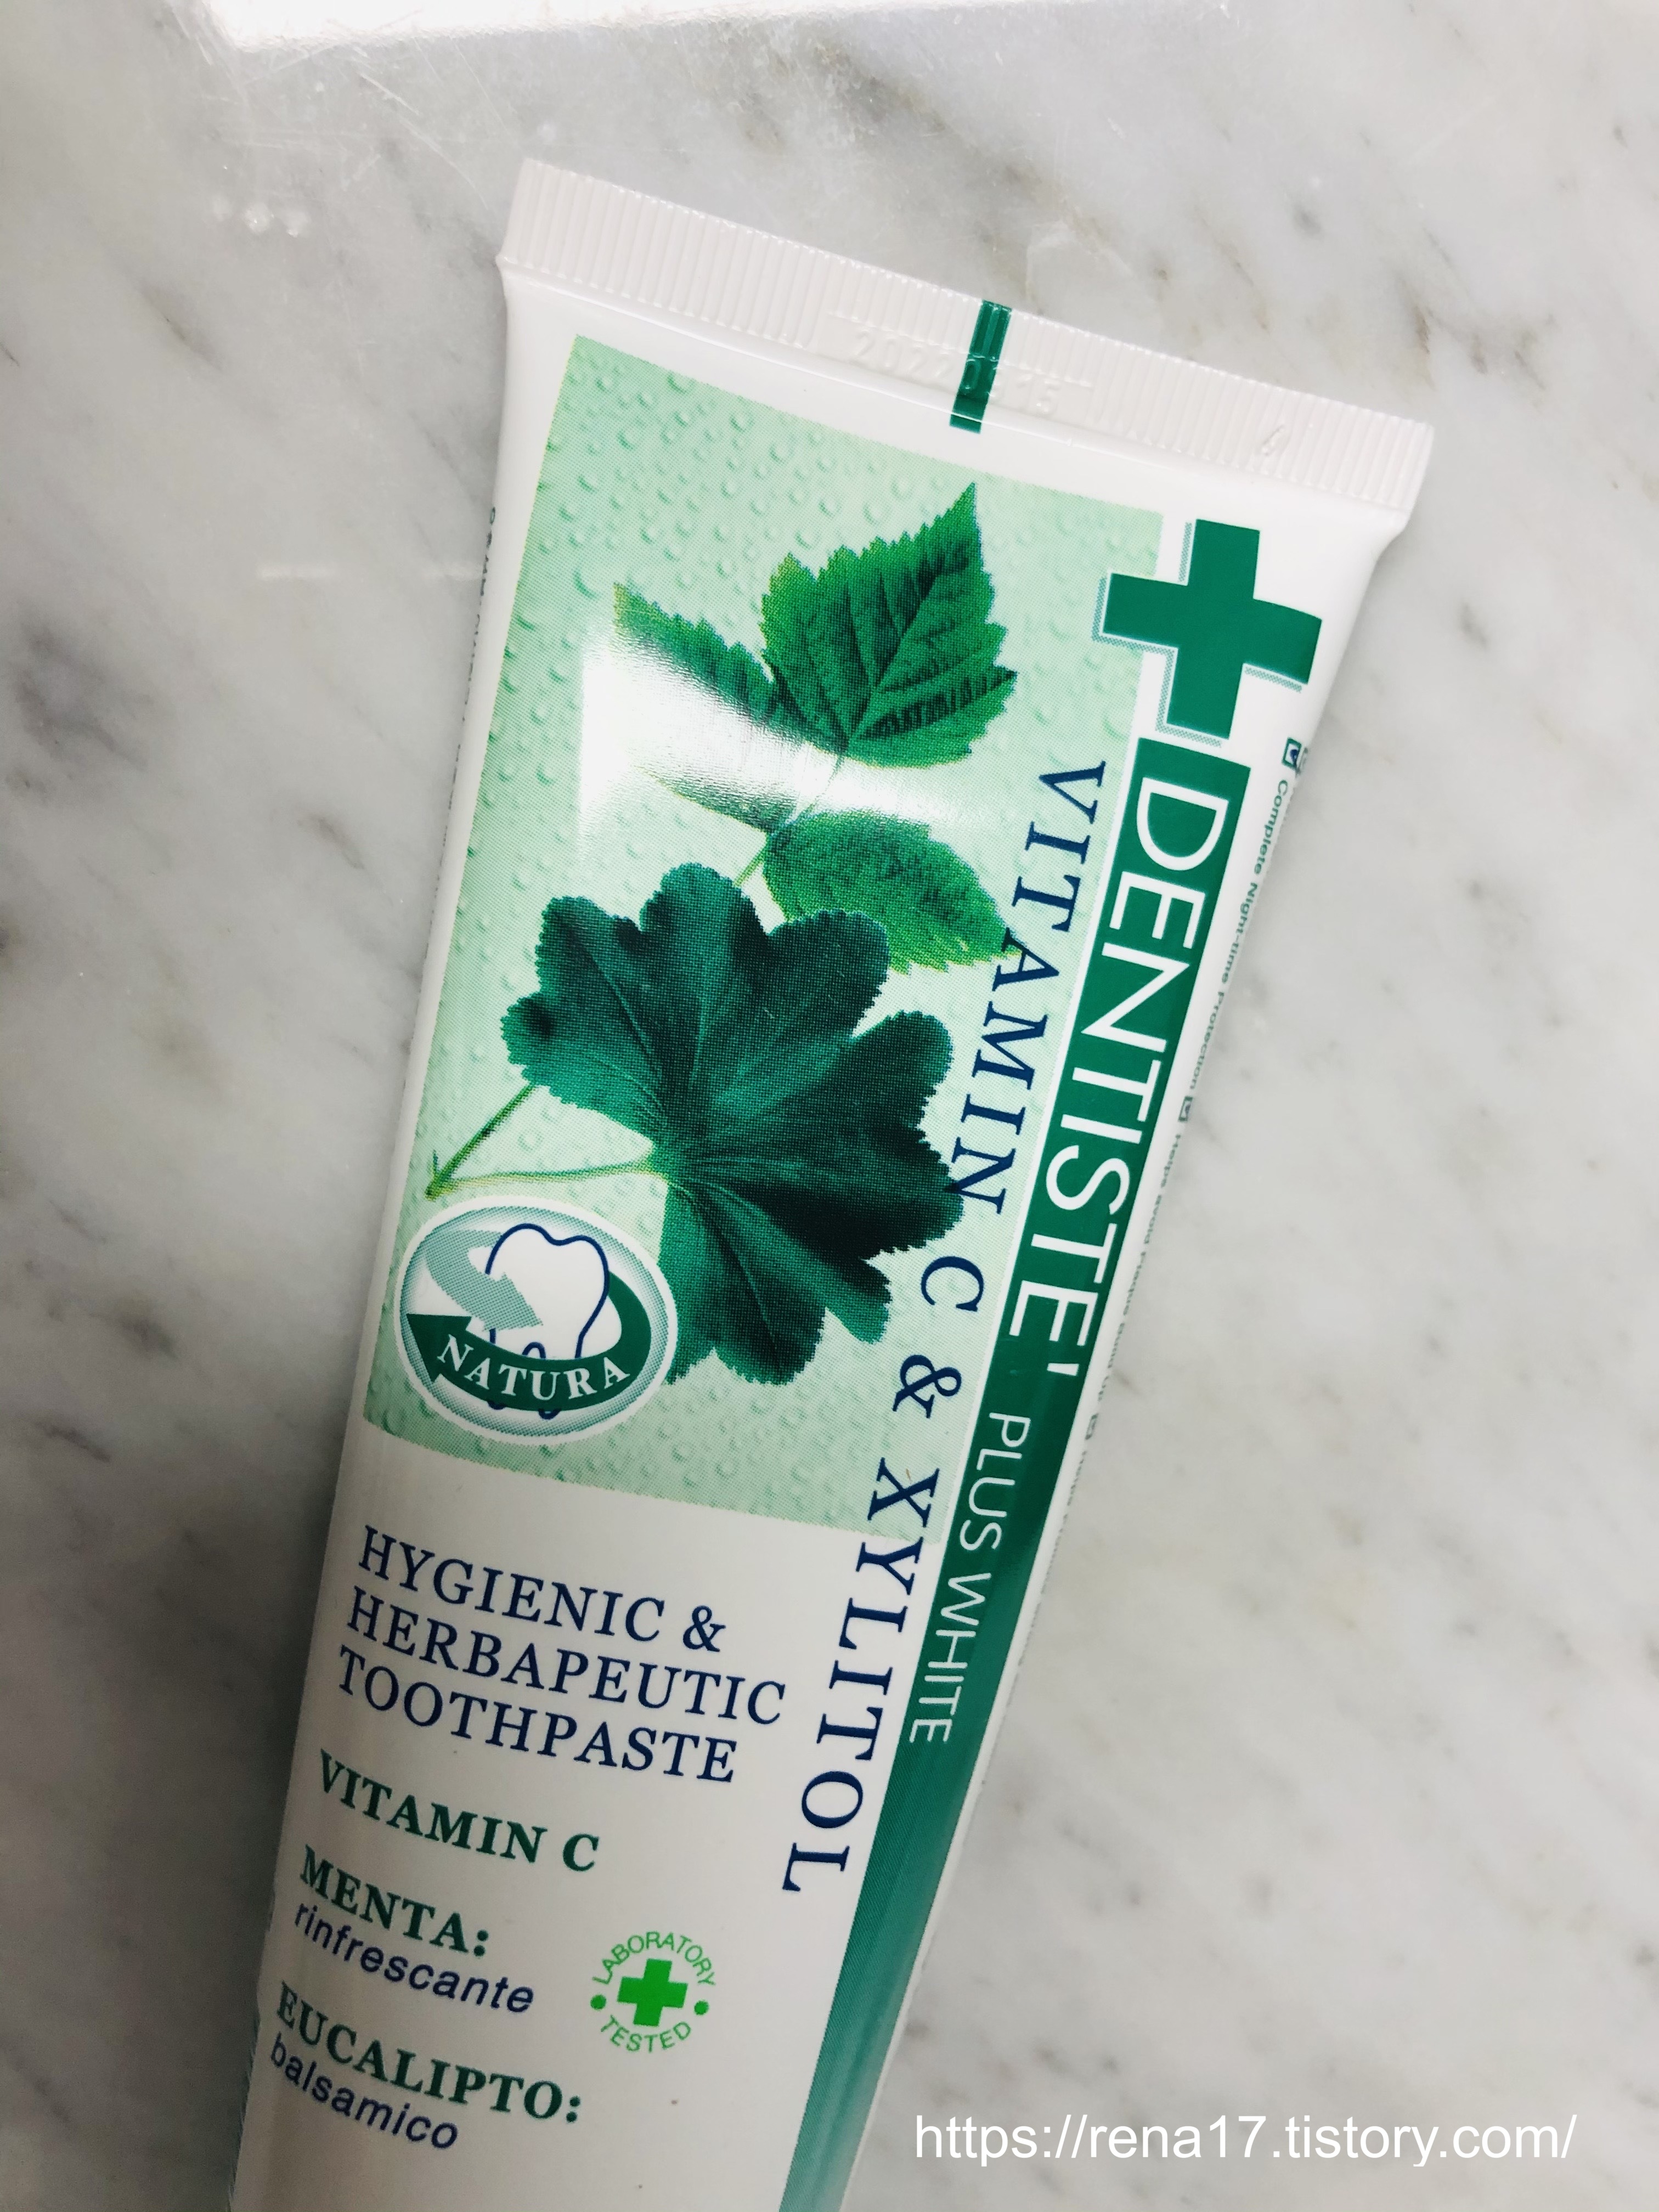 DENTISTE' PLUS WHITE
VITAMIN C & XYLITOL
Complete Night-time Protection
NATURA
HYGIENIC &
HERBAPEUTIC
TOOTHPASTE
VITAMIN C
MENTA:
rinfrescante
EUCALIPTO:
balsamico
LABORATORY
TESTED
https://rena17.tistory.com/